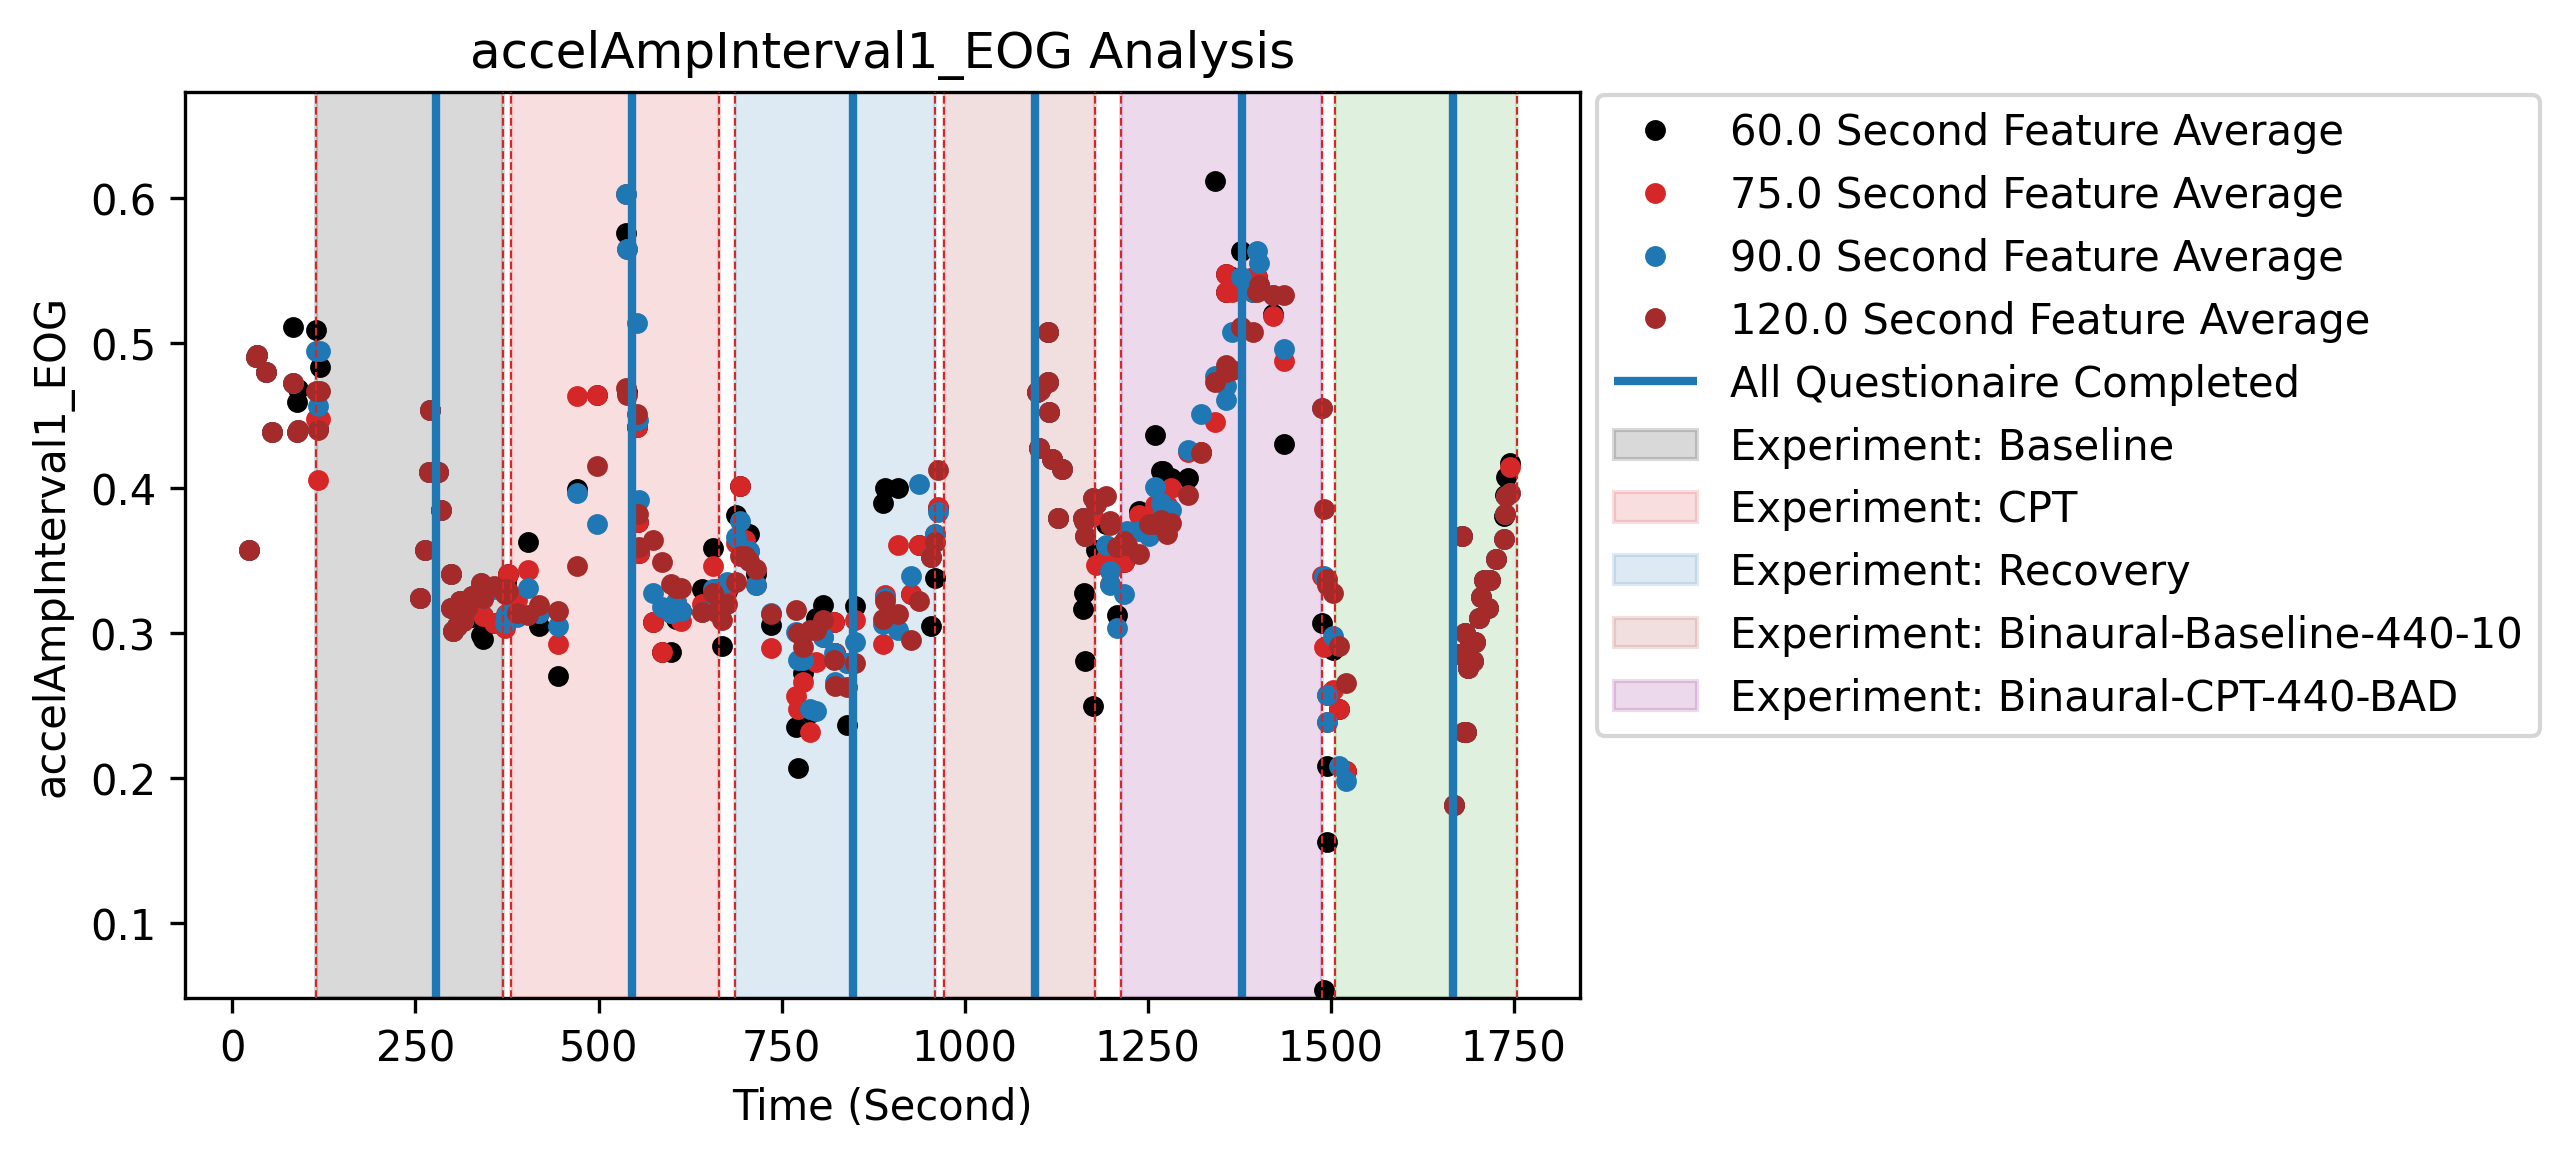 accelAmpInterval1_EOG Analysis
accelAmpInterval1_EOG
0.6
0.5
0.4
0.3
0.2
0.1
0 250 500 750 1000 1250 1500 1750
Time (Second)
60.0 Second Feature Average
75.0 Second Feature Average
90.0 Second Feature Average
120.0 Second Feature Average
All Questionaire Completed
Experiment: Baseline
Experiment: CPT
Experiment: Recovery
Experiment: Binaural-Baseline-440-10
Experiment: Binaural-CPT-440-BAD